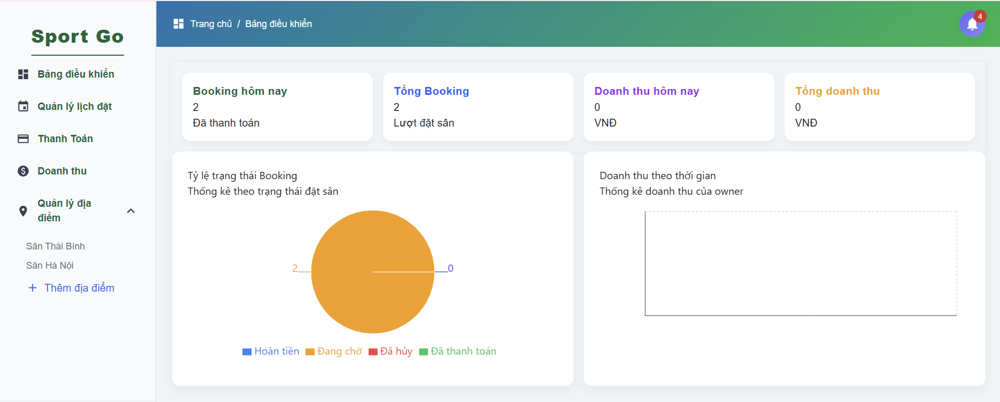 Sport Go
Bảng điều khiển
Quản lý lịch đặt
Thanh Toán
Doanh thu
Quản lý địa
điểm
Sân Thái Bình
Sân Hà Nội
+ Thêm địa điểm
Trang chủ / Bảng điều khiển
4
Booking hôm nay
2
Đã thanh toán
Tổng Booking
2
Lượt đặt sân
Doanh thu hôm nay
0
VNĐ
Tổng doanh thu
0
VNĐ
Tỷ lệ trạng thái Booking
Thống kê theo trạng thái đặt sân
2
0
Hoàn tiền Đang chờ Đã hủy Đã thanh toán
Doanh thu theo thời gian
Thống kê doanh thu của owner